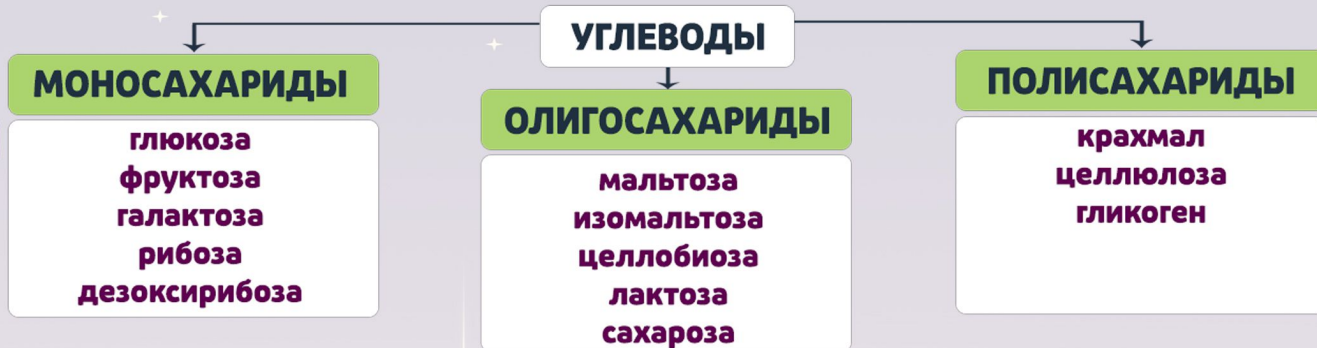 УГЛЕВОДЫ
МОНОСАХАРИДЫ
глюкоза
фруктоза
галактоза
рибоза
дезоксирибоза
ОЛИГОСАХАРИДЫ
мальтоза
изомальтоза
целлобиоза
лактоза
сахароза
ПОЛИСАХАРИДЫ
крахмал
целлюлоза
гликоген